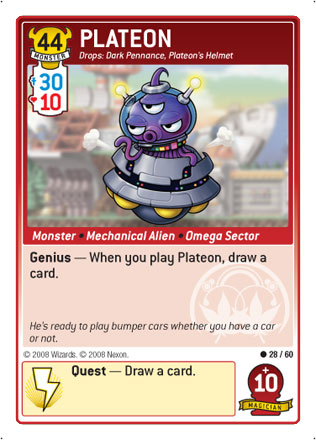 44
MONSTER
PLATEON
Drops: Dark Pennance, Plateon's Helmet
30
10
Monster • Mechanical Alien • Omega Sector
Genius — When you play Plateon, draw a
card.
He's ready to play bumper cars whether you have a car
or not.
© 2008 Wizards. © 2008 Nexon.
● 28 / 60
Quest — Draw a card.
+
10
MAGICIAN